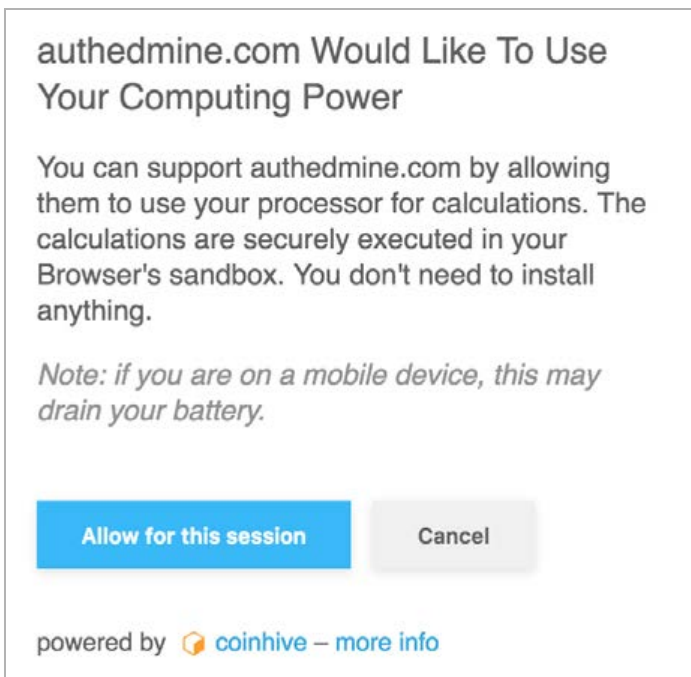 authedmine.com Would Like To Use
Your Computing Power
You can support authedmine.com by allowing
them to use your processor for calculations. The
calculations are securely executed in your
Browser's sandbox. You don't need to install
anything.
Note: if you are on a mobile device, this may
drain your battery.
Allow for this session Cancel
powered by coinhive – more info